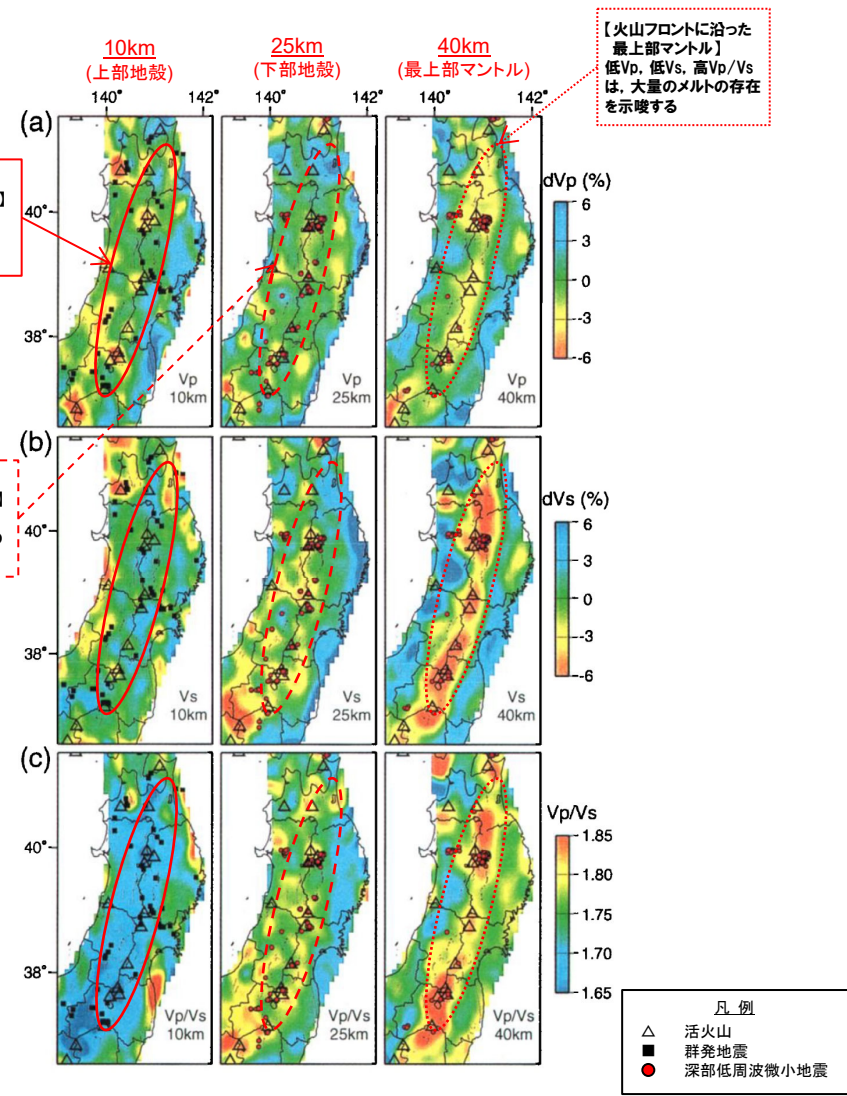 【火山フロントに沿った
最上部マントル】
低Vp，低Vs，高Vp/Vs
は，大量のメルトの存在
を示唆する
10km
(上部地殻)
25km
(下部地殻)
40km
(最上部マントル)
140° 142°
140° 142°
140° 142°
(a)
】
40°
38°
Vp
10km
Vp
25km
Vp
40km
dVp (%)
6
3
0
-3
-6
(b)
】
40°
38°
Vs
10km
Vs
25km
Vs
40km
dVs (%)
6
3
0
-3
-6
(c)
40°
38°
Vp/Vs
10km
Vp/Vs
25km
Vp/Vs
40km
Vp/Vs
1.85
1.80
1.75
1.70
1.65
凡 例
活火山
群発地震
深部低周波微小地震